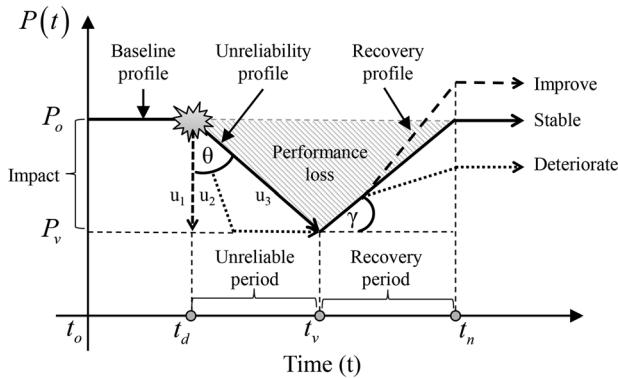 P(t)
Baseline
profile
Unreliability
profile
Recovery
profile
Improve
P_o
Stable
Performance
loss
Deteriorate
Impact
θ
u_1
u_2
u_3
γ
P_v
Unreliable
period
Recovery
period
t_o
t_d
t_v
t_n
Time (t)